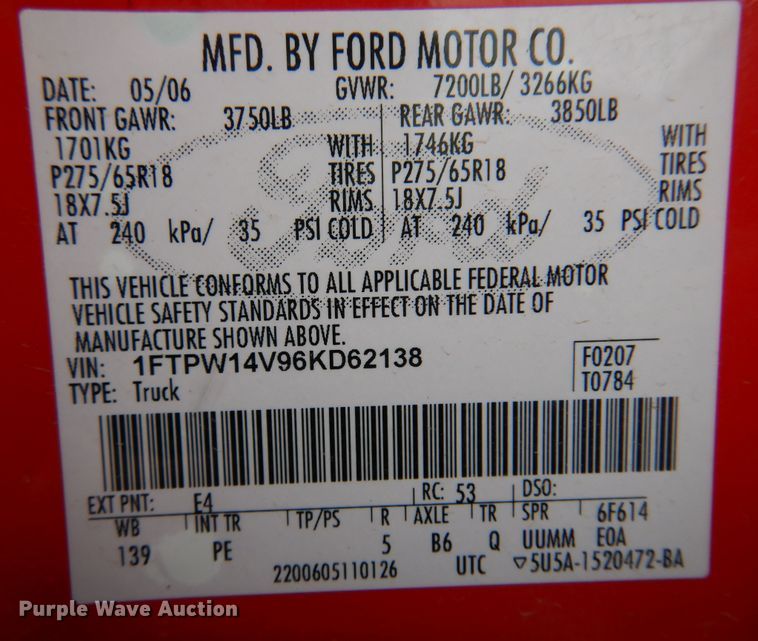 MFD. BY FORD MOTOR CO.
DATE: 05/06 GVWR: 7200LB/ 3266KG
FRONT GAWR: 3750LB REAR GAWR: 3850LB
1701KG WITH 1746KG WITH
P275/65R18 TIRES P275/65R18 TIRES
18X7.5J RIMS 18X7.5J RIMS
AT 240 kPa/ 35 PSI COLD AT 240 kPa/ 35 PSI COLD
Ford
THIS VEHICLE CONFORMS TO ALL APPLICABLE FEDERAL MOTOR
VEHICLE SAFETY STANDARDS IN EFFECT ON THE DATE OF
MANUFACTURE SHOWN ABOVE.
VIN: 1FTPW14V96KD62138 F0207
TYPE: Truck T0784
EXT PNT: E4 RC: 53 DSO:
WB INT TR TP/PS R AXLE TR SPR 6F614
139 PE 5 B6 Q UUMM EOA
2200605110126 UTC ▽5U5A-1520472-BA
Purple Wave Auction